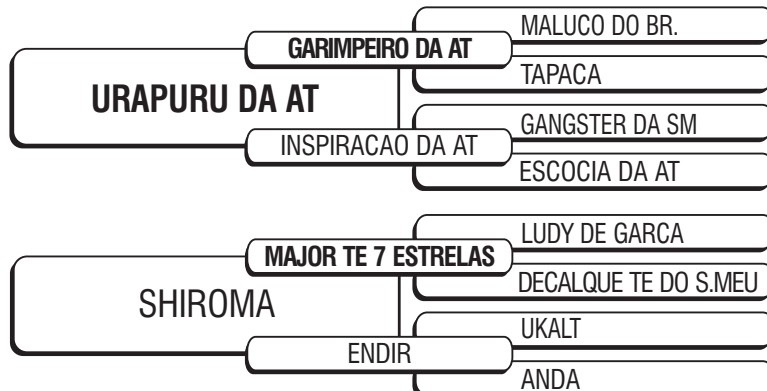 MALUCO DO BR.
GARIMPEIRO DA AT
TAPACA
URAPURU DA AT
GANGSTER DA SM
INSPIRACAO DA AT
ESCOCIA DA AT
LUDY DE GARCA
MAJOR TE 7 ESTRELAS
DECALQUE TE DO S.MEU
SHIROMA
UKALT
ENDIR
ANDA